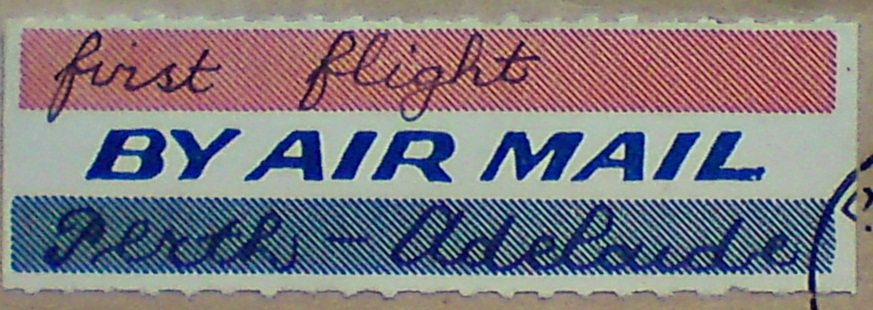 first flight
BY AIR MAIL
Perth - Adelaide